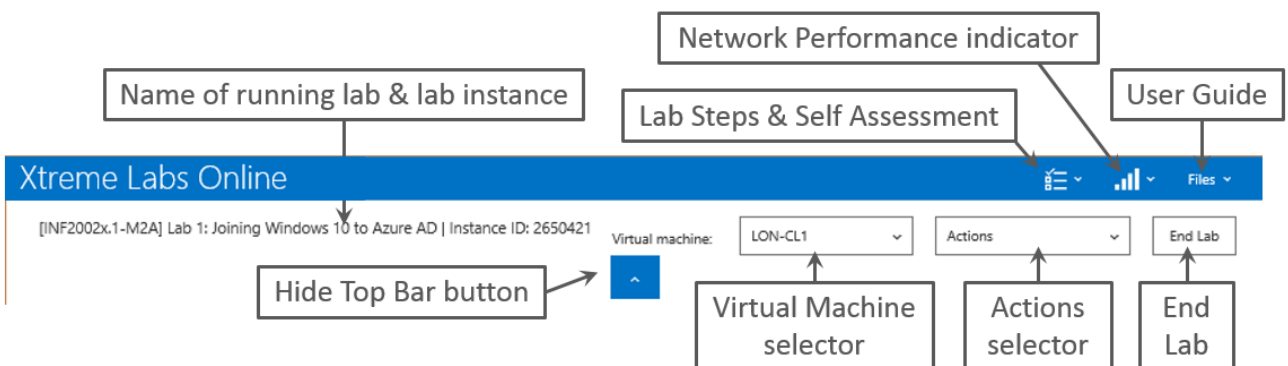 Network Performance indicator
Name of running lab & lab instance
Lab Steps & Self Assessment
User Guide
Xtreme Labs Online
Files
[INF2002x.1-M2A] Lab 1: Joining Windows 10 to Azure AD | Instance ID: 2650421
Virtual machine:
LON-CL1
Actions
End Lab
Hide Top Bar button
Virtual Machine
selector
Actions
selector
End
Lab